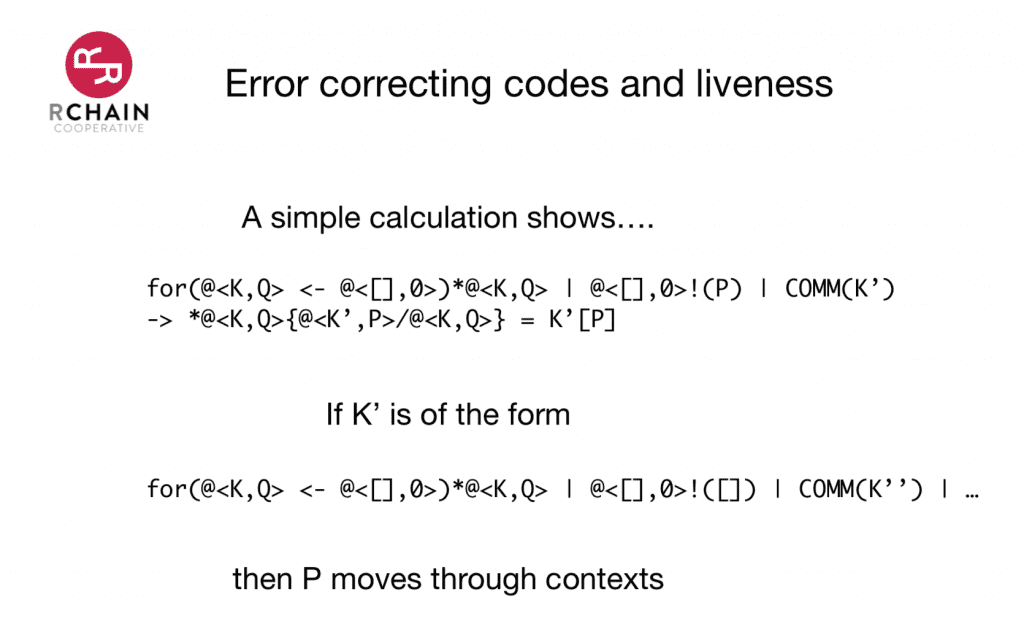 RCHAIN
COOPERATIVE
Error correcting codes and liveness
A simple calculation shows….
for(@<K,Q> <- @<[],0>)*@<K,Q> | @<[],0>!(P) | COMM(K’)
-> *@<K,Q>{@<K’,P>/@<K,Q>} = K’[P]
If K’ is of the form
for(@<K,Q> <- @<[],0>)*@<K,Q> | @<[],0>!([]) | COMM(K’’) | …
then P moves through contexts